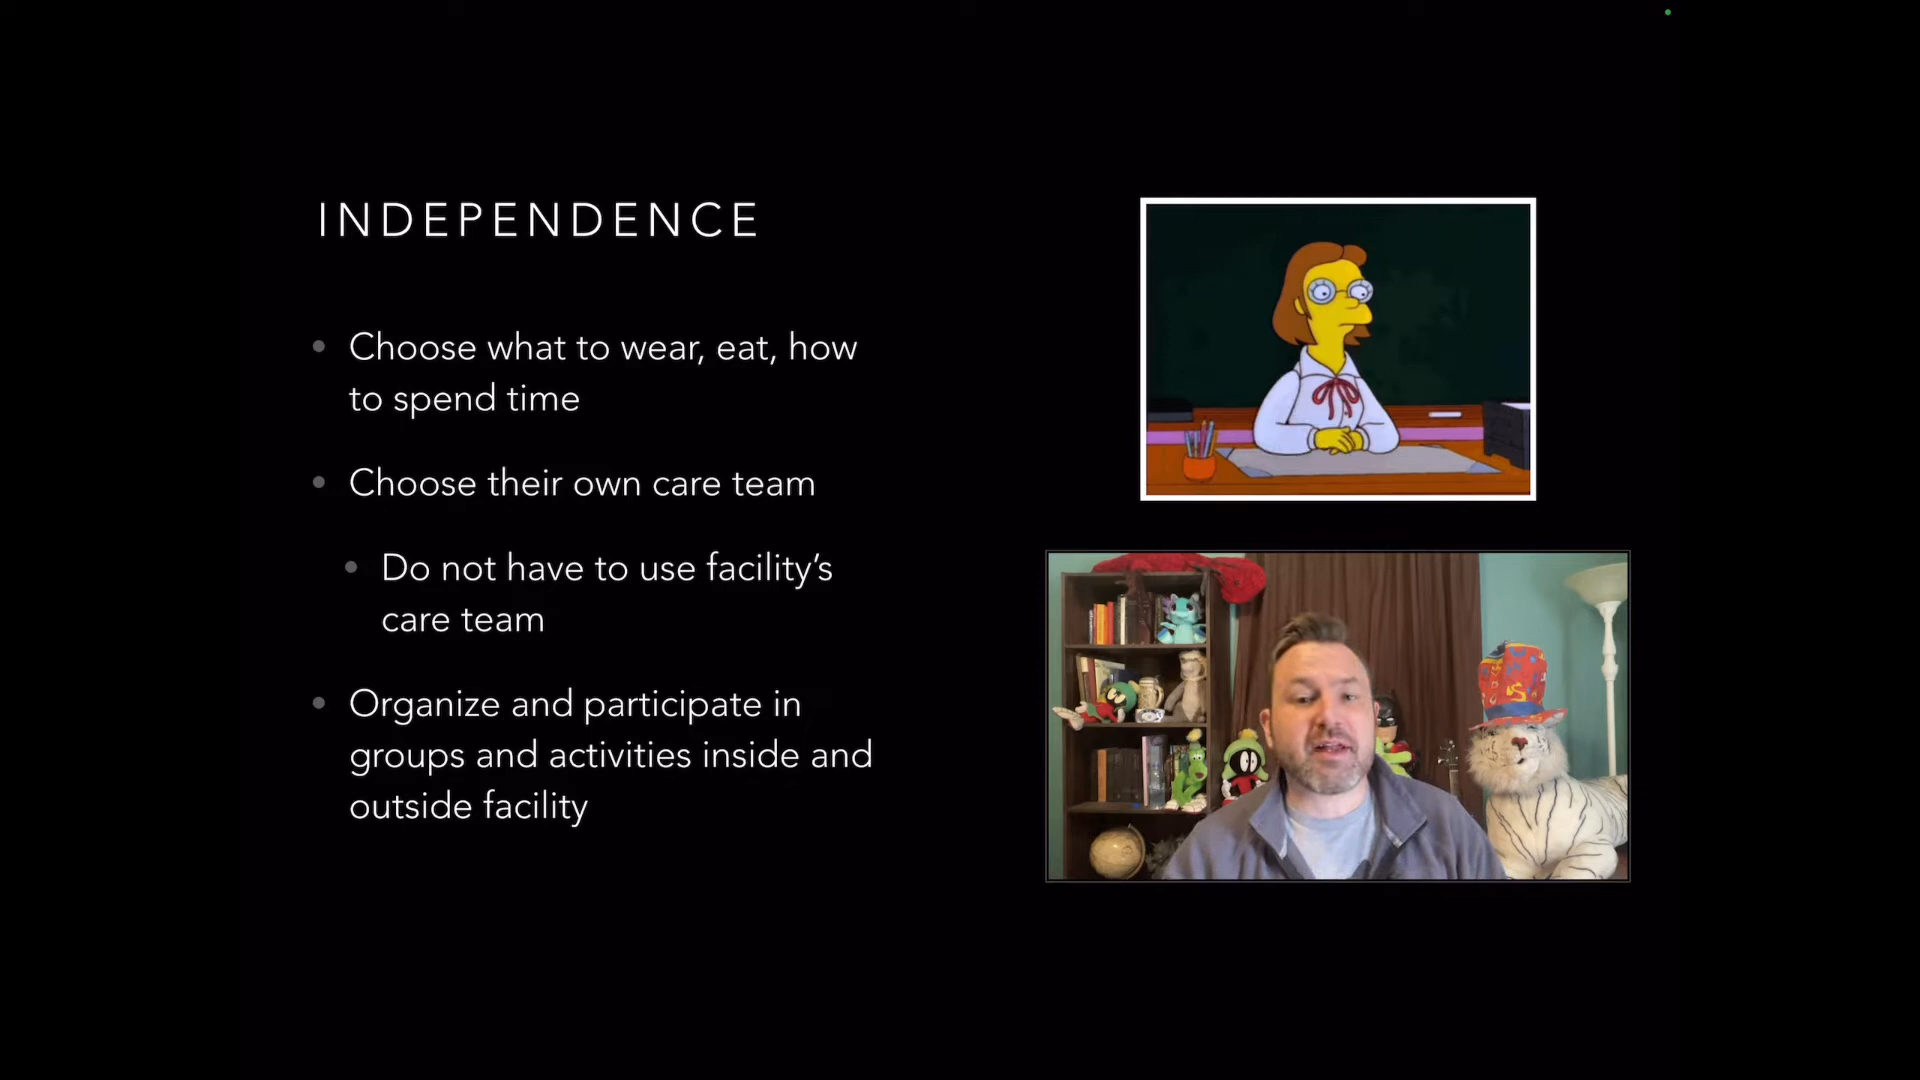 INDEPENDENCE
Choose what to wear, eat, how
to spend time
Choose their own care team
Do not have to use facility’s
care team
Organize and participate in
groups and activities inside and
outside facility